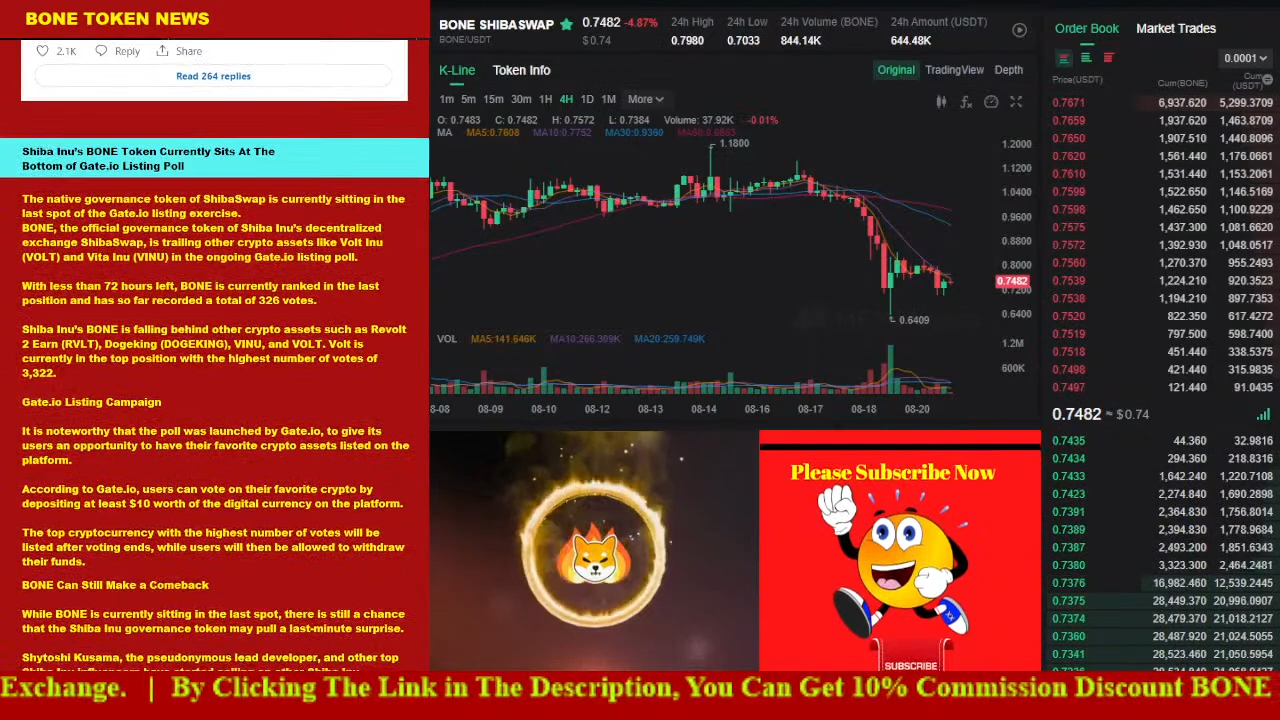 BONE TOKEN NEWS
2.1K Reply Share
Read 264 replies
Shiba Inu's BONE Token Currently Sits At The
Bottom of Gate.io Listing Poll
The native governance token of ShibaSwap is currently sitting in the
last spot of the Gate.io listing exercise.
BONE, the official governance token of Shiba Inu's decentralized
exchange ShibaSwap, is trailing other crypto assets like Volt Inu
(VOLT) and Vita Inu (VINU) in the ongoing Gate.io listing poll.
With less than 72 hours left, BONE is currently ranked in the last
position and has so far recorded a total of 326 votes.
Shiba Inu's BONE is falling behind other crypto assets such as Revolt
2 Earn (RVLT), Dogeking (DOGEKING), VINU, and VOLT. Volt is
currently in the top position with the highest number of votes of
3,322.
Gate.io Listing Campaign
It is noteworthy that the poll was launched by Gate.io, to give its
users an opportunity to have their favorite crypto assets listed on the
platform.
According to Gate.io, users can vote on their favorite crypto by
depositing at least $10 worth of the digital currency on the platform.
The top cryptocurrency with the highest number of votes will be
listed after voting ends, while users will then be allowed to withdraw
their funds.
BONE Can Still Make a Comeback
While BONE is currently sitting in the last spot, there is still a chance
that the Shiba Inu governance token may pull a last-minute surprise.
Shytoshi Kusama, the pseudonymous lead developer, and other top
BONE SHIBASWAP 0.7482 -4.87% 24h High 24h Low 24h Volume (BONE) 24h Amount (USDT)
BONE/USDT $ 0.74 0.7980 0.7033 844.14K 644.48K
K-Line Token Info Original TradingView Depth
1m 5m 15m 30m 1H 4H 1D 1M More
O: 0.7483 C: 0.7482 H: 0.7572 L: 0.7384 Volume: 37.92K -0.01%
MA MA5:0.7608 MA10:0.7752 MA30:0.9360
1.1800
1.2000
1.1200
1.0400
0.9600
0.8800
0.8000
0.7482
0.7200
0.6400
0.6409
VOL MA5:141.646K MA10:266.309K MA20:259.749K
1.2M
600K
8-08 08-09 08-10 08-12 08-13 08-14 08-16 08-17 08-18 08-20
Please Subscribe Now
SUBSCRIBE
Order Book Market Trades
0.0001
Price(USDT) Cum(BONE) Cum
(USDT)
0.7671 6,937.620 5,299.3709
0.7659 1,937.620 1,463.8709
0.7650 1,907.510 1,440.8096
0.7620 1,561.440 1,176.0661
0.7610 1,531.440 1,153.2061
0.7599 1,522.650 1,146.5169
0.7598 1,462.650 1,100.9229
0.7575 1,437.300 1,081.6620
0.7572 1,392.930 1,048.0517
0.7560 1,270.370 955.2493
0.7539 1,224.210 920.3523
0.7538 1,194.210 897.7353
0.7520 822.350 617.4272
0.7519 797.500 598.7400
0.7518 451.440 338.5375
0.7498 421.440 315.9835
0.7497 121.440 91.0435
0.7482 ≈ $0.74
0.7435 44.360 32.9816
0.7434 294.360 218.8316
0.7433 1,642.240 1,220.7108
0.7423 2,274.840 1,690.2898
0.7391 2,364.830 1,756.8014
0.7389 2,394.830 1,778.9684
0.7387 2,493.200 1,851.6343
0.7380 3,323.300 2,464.2481
0.7376 16,982.460 12,539.2445
0.7375 28,449.370 20,996.0907
0.7374 28,479.370 21,018.2127
0.7360 28,487.920 21,024.5055
0.7341 28,523.460 21,050.5954
Exchange. | By Clicking The Link in The Description, You Can Get 10% Commission Discount BONE